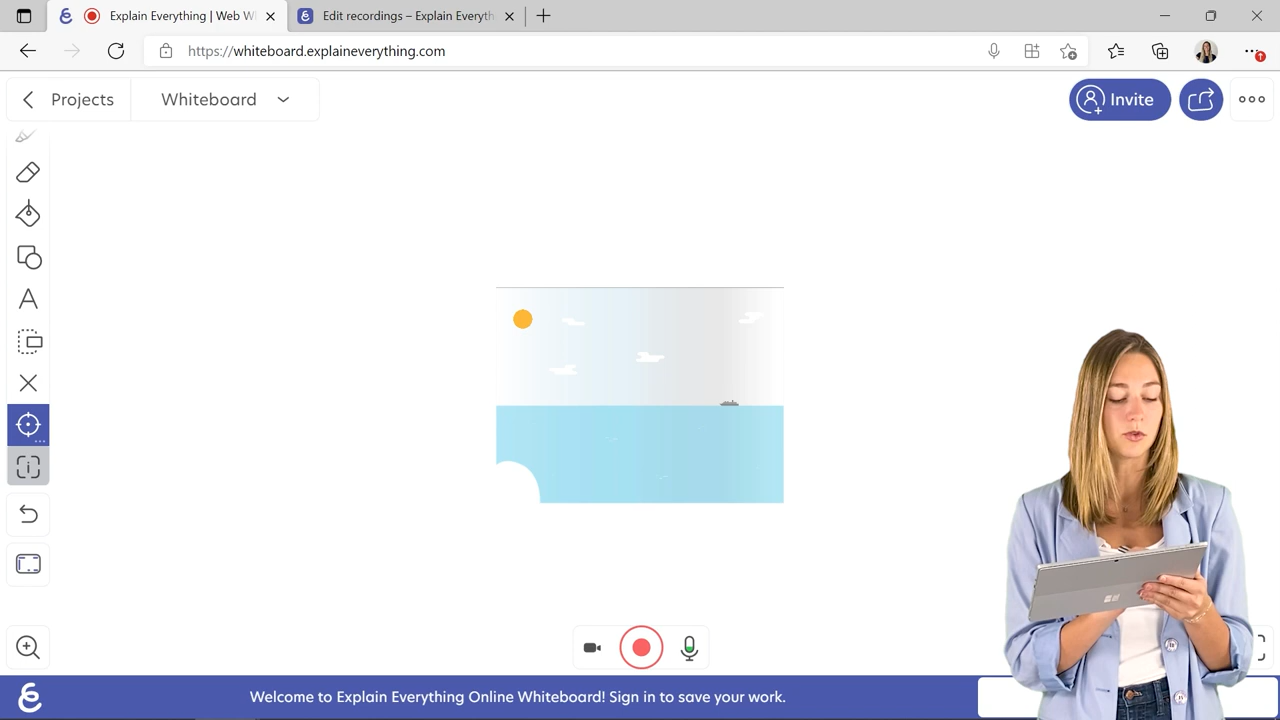 Explain Everything | Web W
Edit recordings – Explain Everyth
https://whiteboard.explaineverything.com
Projects
Whiteboard
Invite
A
Welcome to Explain Everything Online Whiteboard! Sign in to save your work.